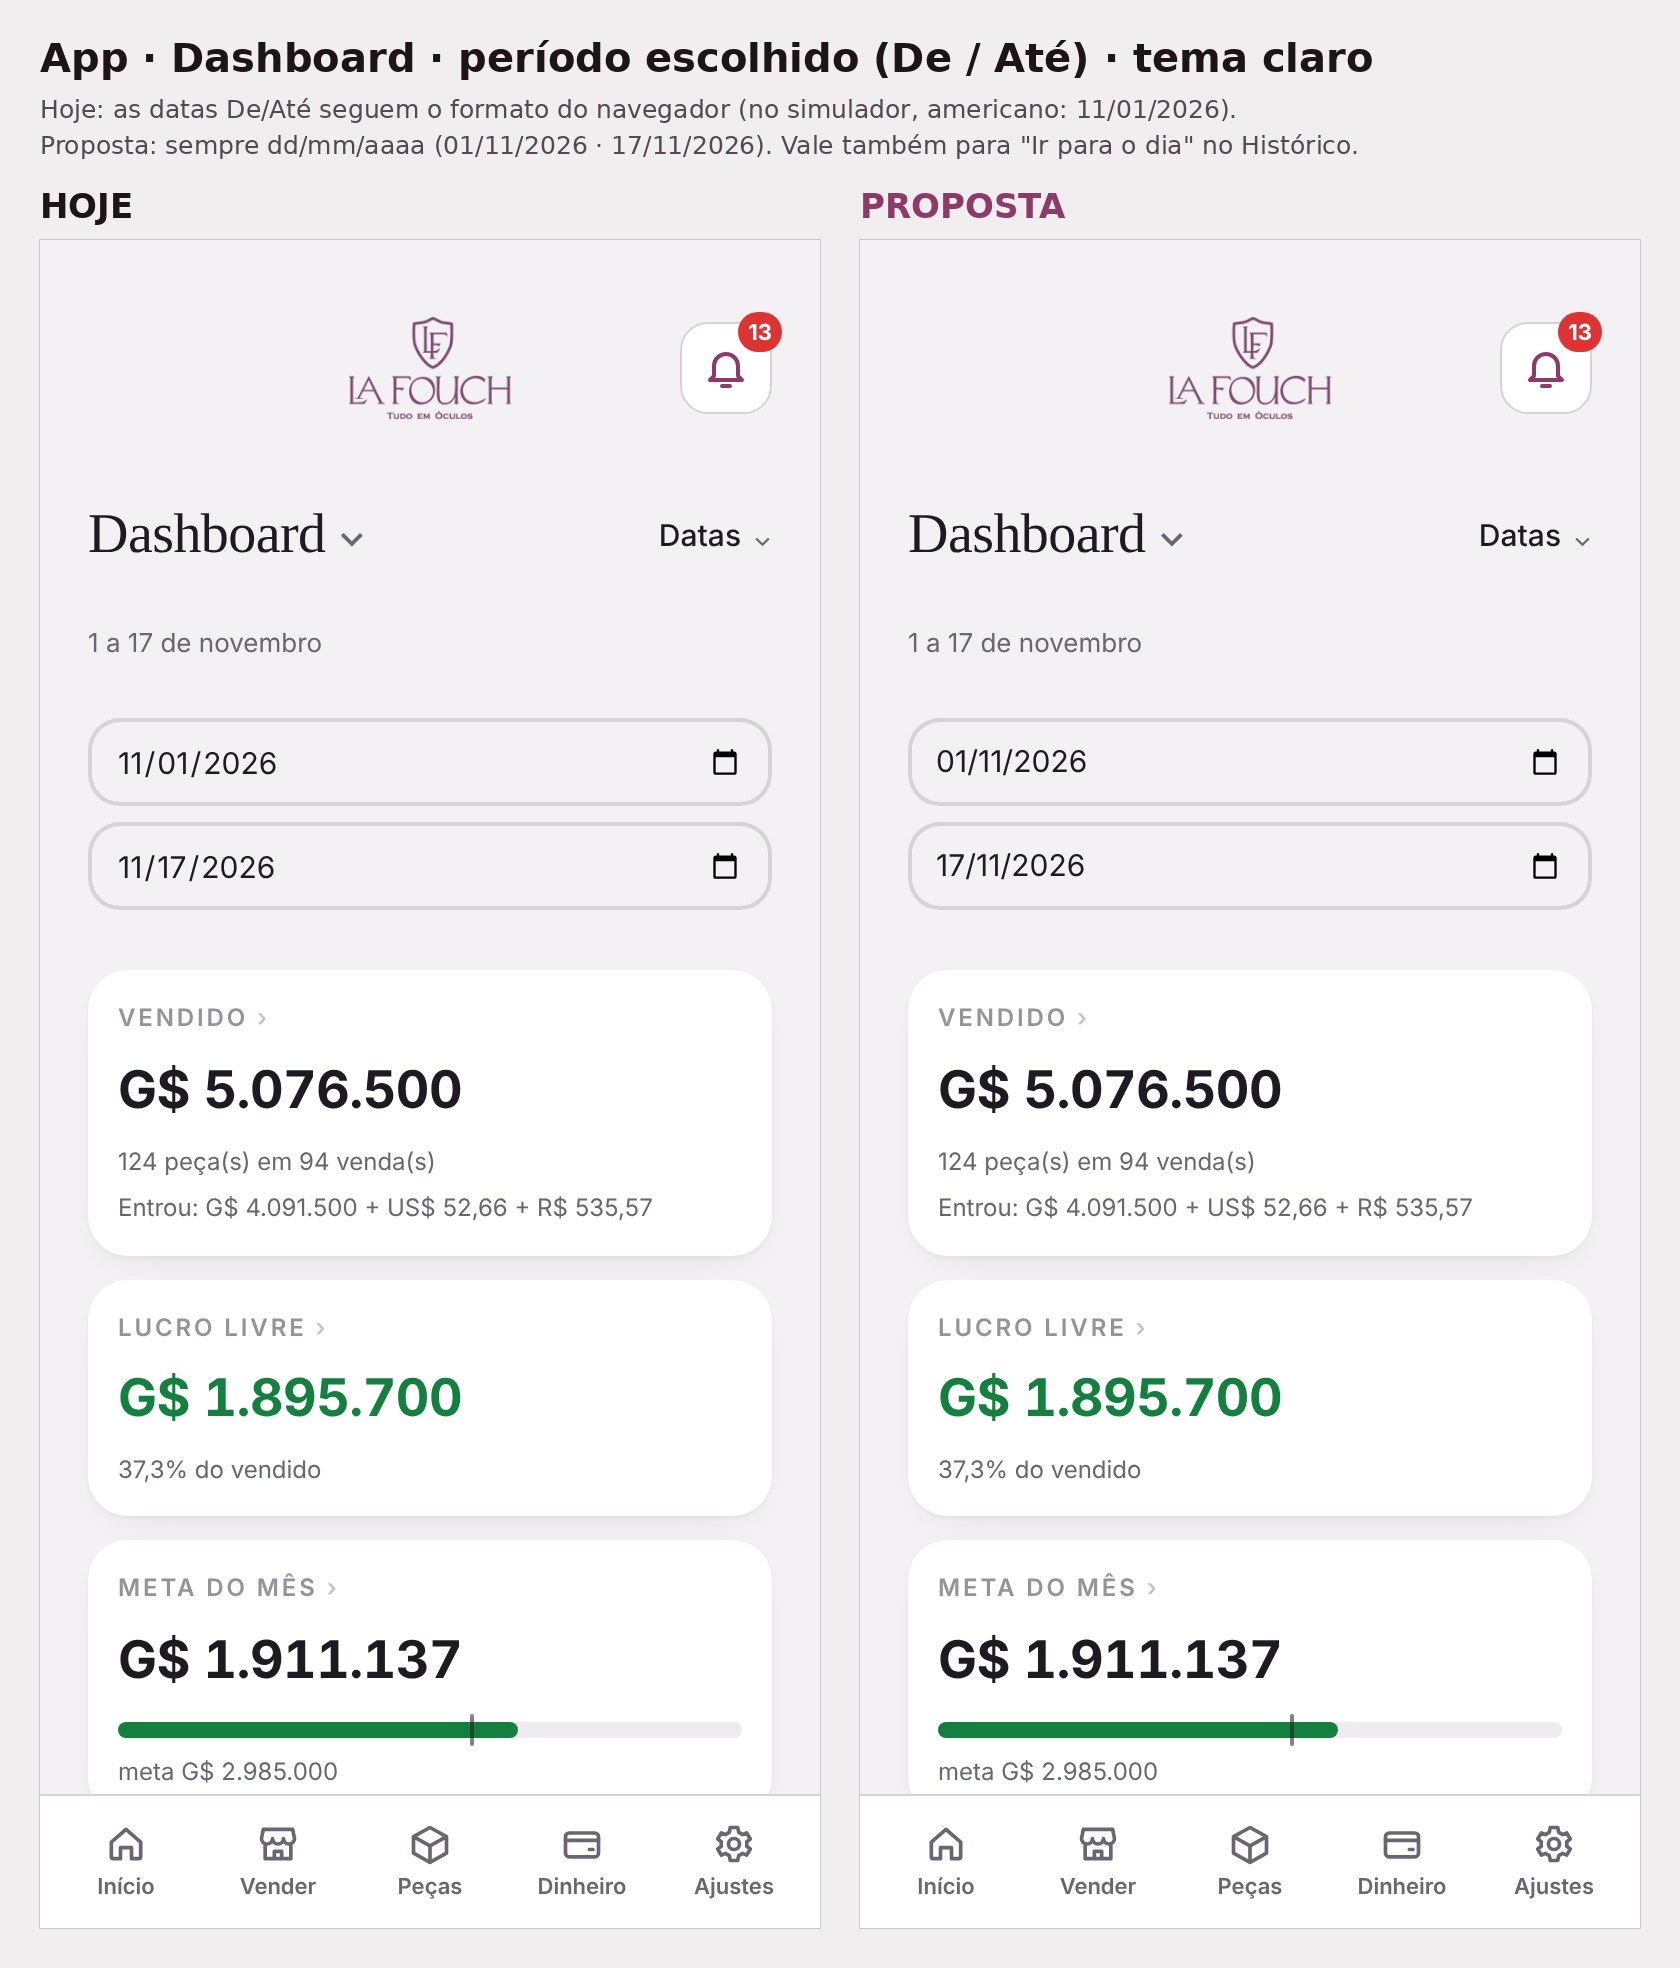 App · Dashboard · período escolhido (De / Até) · tema claro
Hoje: as datas De/Até seguem o formato do navegador (no simulador, americano: 11/01/2026).
Proposta: sempre dd/mm/aaaa (01/11/2026 · 17/11/2026). Vale também para "Ir para o dia" no Histórico.
HOJE
LF
LA FOUCH
TUDO EM ÓCULOS
13
Dashboard
Datas
1 a 17 de novembro
11/01/2026
11/17/2026
VENDIDO ›
G$ 5.076.500
124 peça(s) em 94 venda(s)
Entrou: G$ 4.091.500 + US$ 52,66 + R$ 535,57
LUCRO LIVRE ›
G$ 1.895.700
37,3% do vendido
META DO MÊS ›
G$ 1.911.137
meta G$ 2.985.000
Início
Vender
Peças
Dinheiro
Ajustes
PROPOSTA
LF
LA FOUCH
TUDO EM ÓCULOS
13
Dashboard
Datas
1 a 17 de novembro
01/11/2026
17/11/2026
VENDIDO ›
G$ 5.076.500
124 peça(s) em 94 venda(s)
Entrou: G$ 4.091.500 + US$ 52,66 + R$ 535,57
LUCRO LIVRE ›
G$ 1.895.700
37,3% do vendido
META DO MÊS ›
G$ 1.911.137
meta G$ 2.985.000
Início
Vender
Peças
Dinheiro
Ajustes